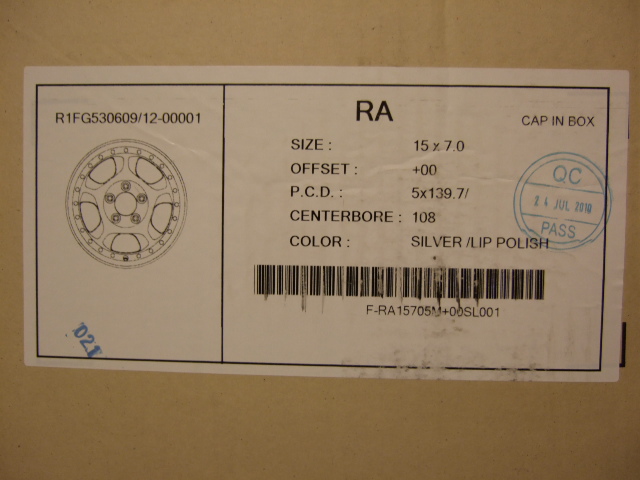 R1FG530609/12-00001
D21
RA
CAP IN BOX
SIZE : 15 x 7.0
OFFSET : +00
P.C.D. : 5x139.7/
CENTERBORE : 108
COLOR : SILVER /LIP POLISH
QC
24 JUL 2010
PASS
F-RA15705M+00SL001